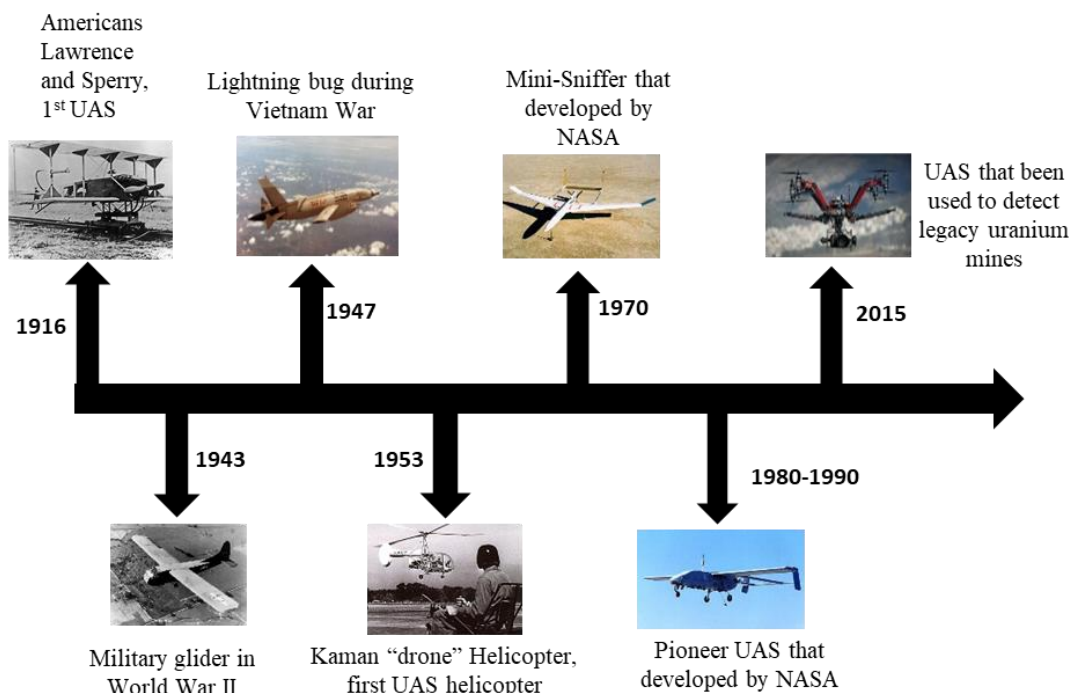 Americans
Lawrence
and Sperry,
1st UAS
Lightning bug during
Vietnam War
Mini-Sniffer that
developed by
NASA
UAS that been
used to detect
legacy uranium
mines
1916
1947
1970
2015
1943
1953
1980-1990
Military glider in
World War II
Kaman “drone” Helicopter,
first UAS helicopter
Pioneer UAS that
developed by NASA